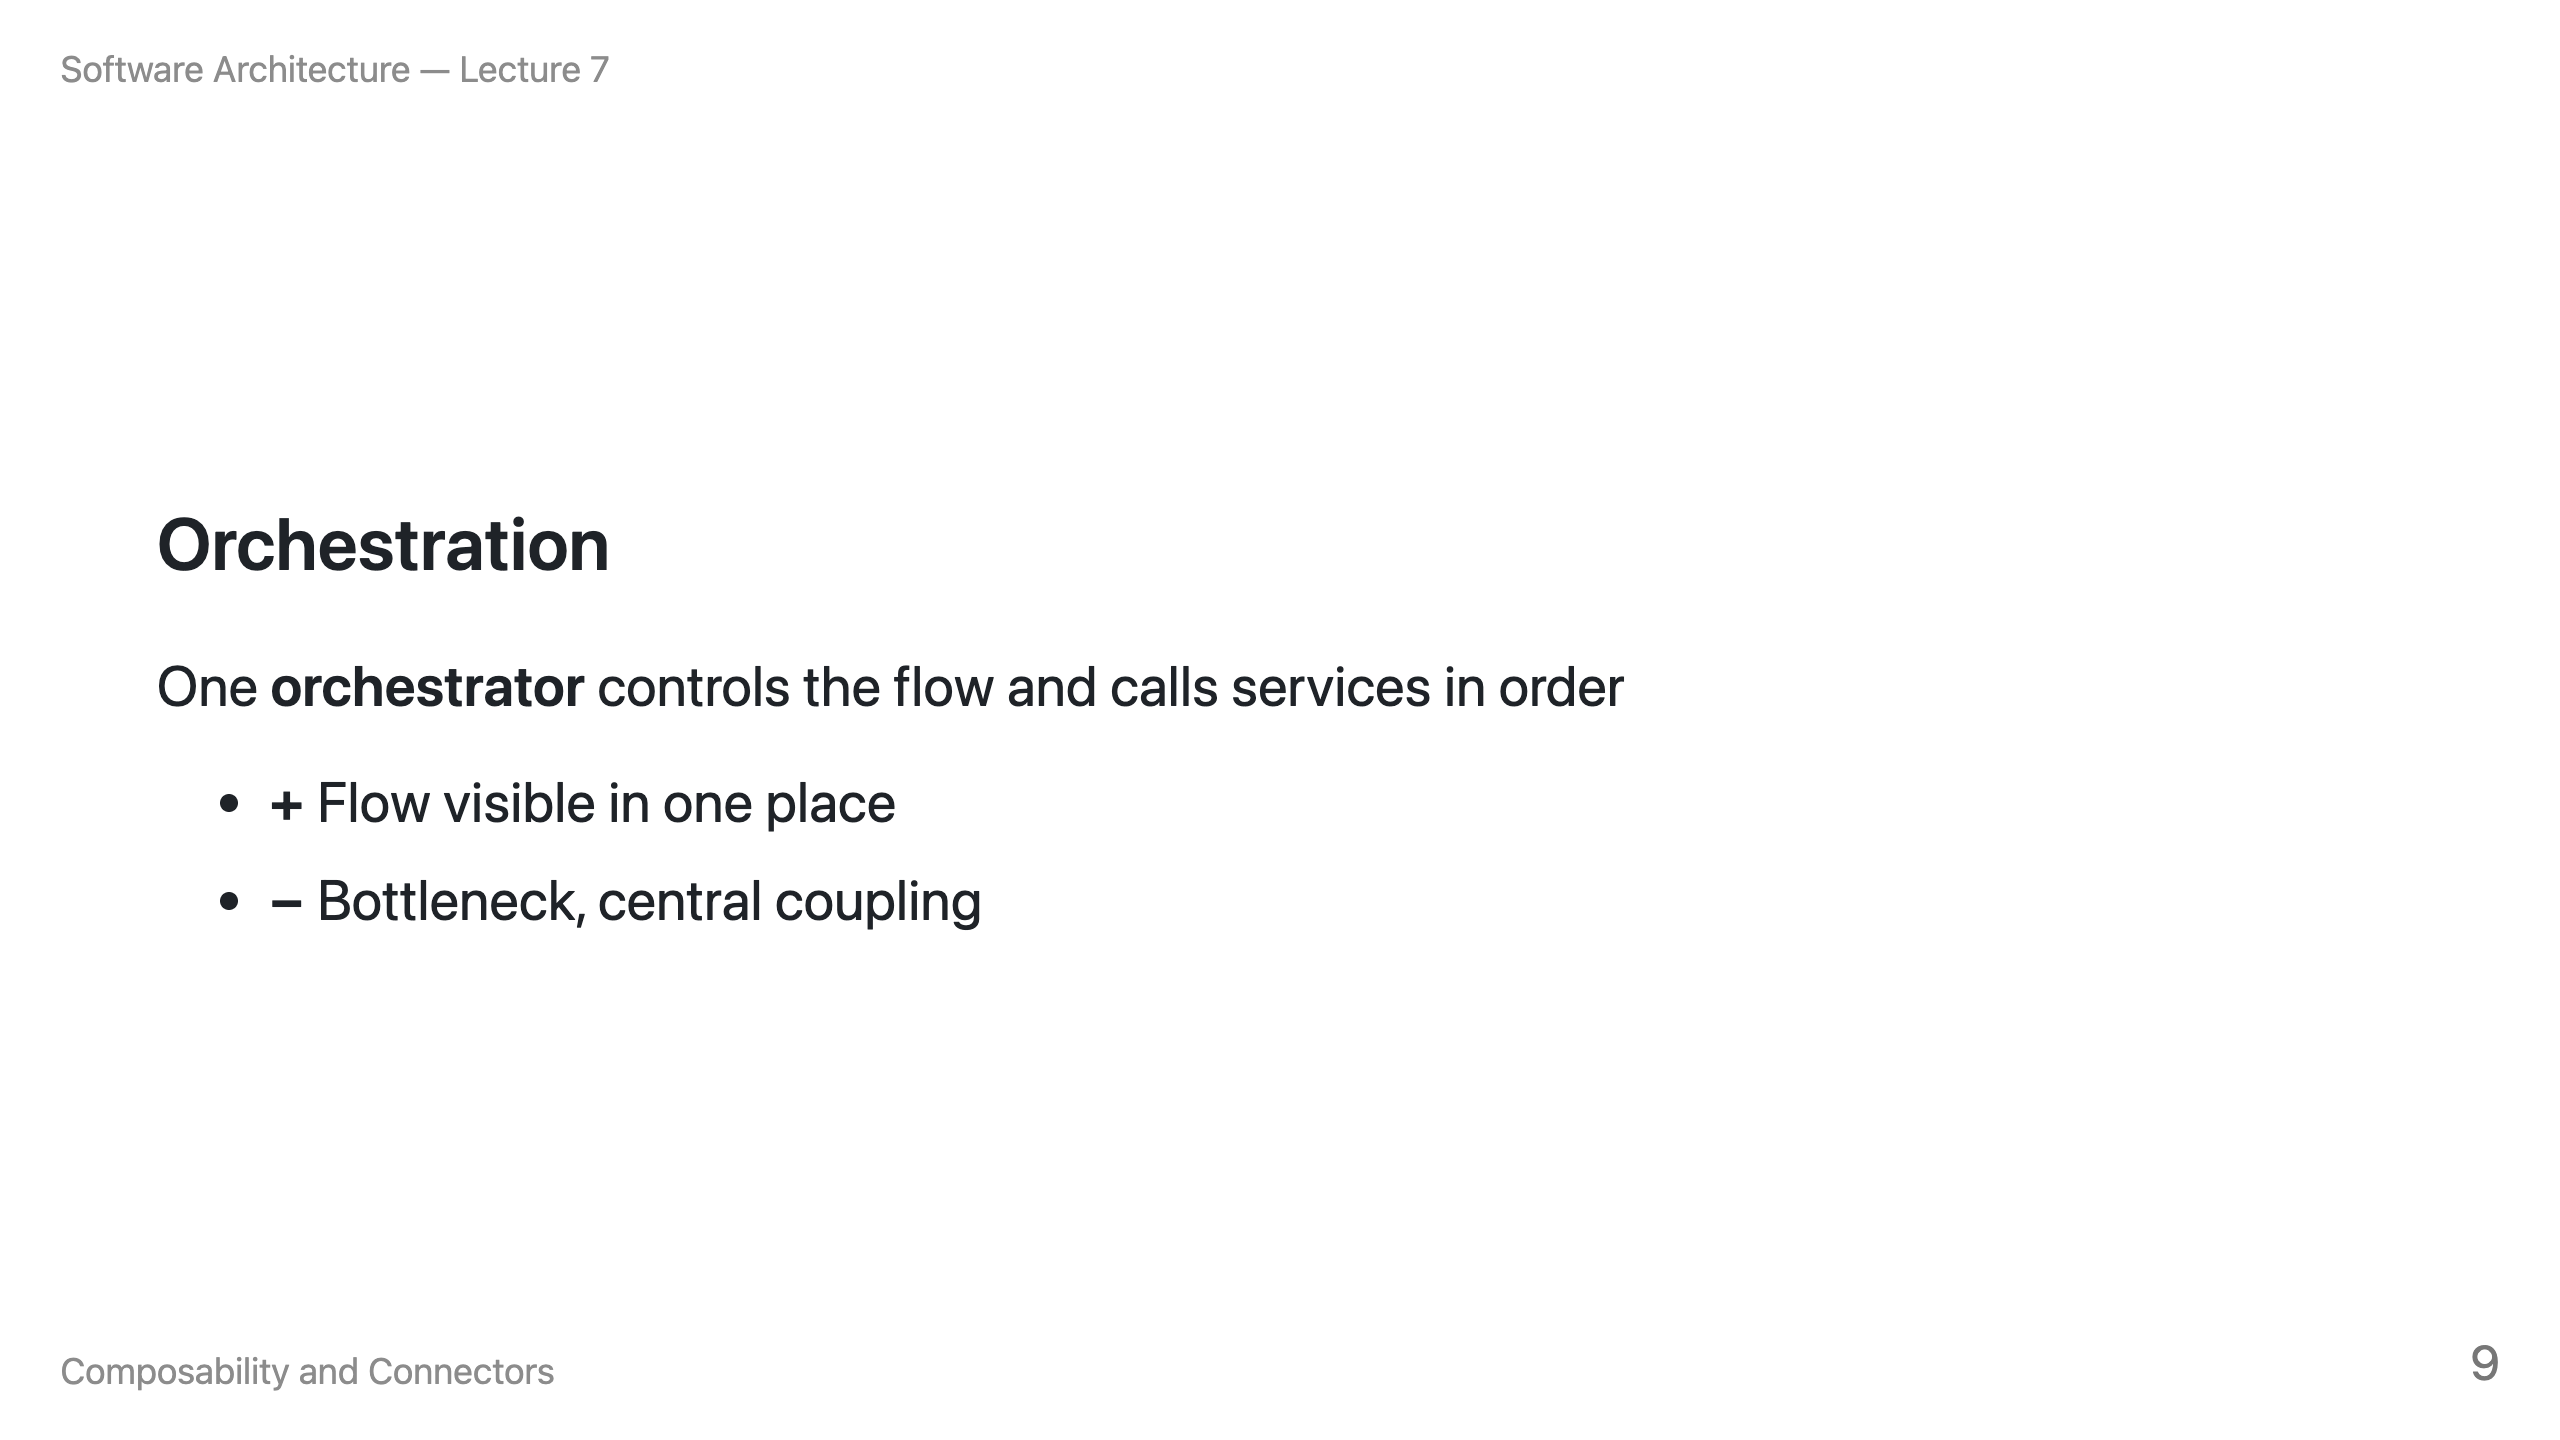 Software Architecture — Lecture 7
Orchestration
One orchestrator controls the flow and calls services in order
• + Flow visible in one place
• – Bottleneck, central coupling
Composability and Connectors
9